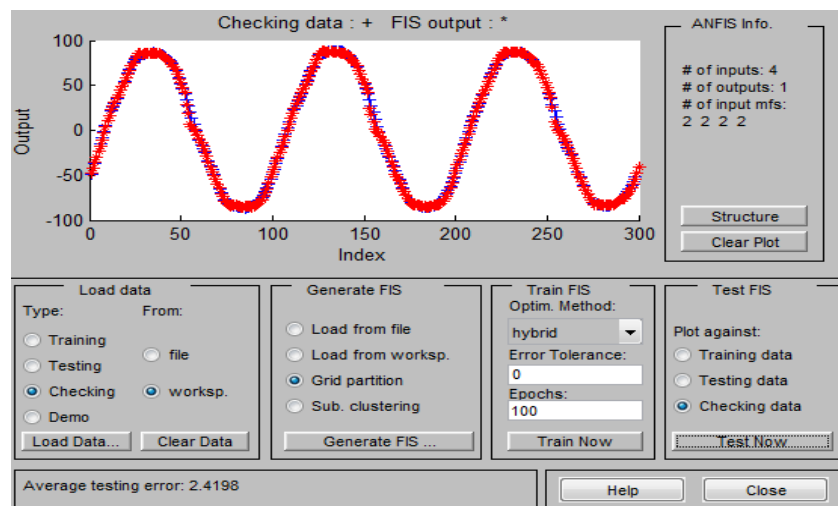 Checking data : + FIS output : *
100
50
0
-50
-100
Output
0
50
100
150
200
250
300
Index
ANFIS Info.
# of inputs: 4
# of outputs: 1
# of input mfs:
2 2 2 2
Structure
Clear Plot
Load data
Type:
From:
Training
Testing
Checking
Demo
file
worksp.
Load Data...
Clear Data
Generate FIS
Load from file
Load from worksp.
Grid partition
Sub. clustering
Generate FIS ...
Train FIS
Optim. Method:
hybrid
Error Tolerance:
0
Epochs:
100
Train Now
Test FIS
Plot against:
Training data
Testing data
Checking data
Test Now
Average testing error: 2.4198
Help
Close